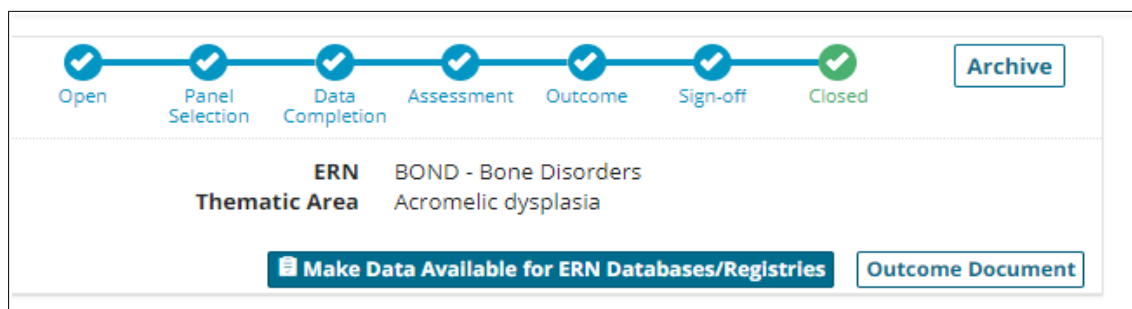 Archive
Open Panel Data Assessment Outcome Sign-off Closed
Selection Completion
ERN BOND - Bone Disorders
Thematic Area Acromelic dysplasia
Make Data Available for ERN Databases/Registries Outcome Document